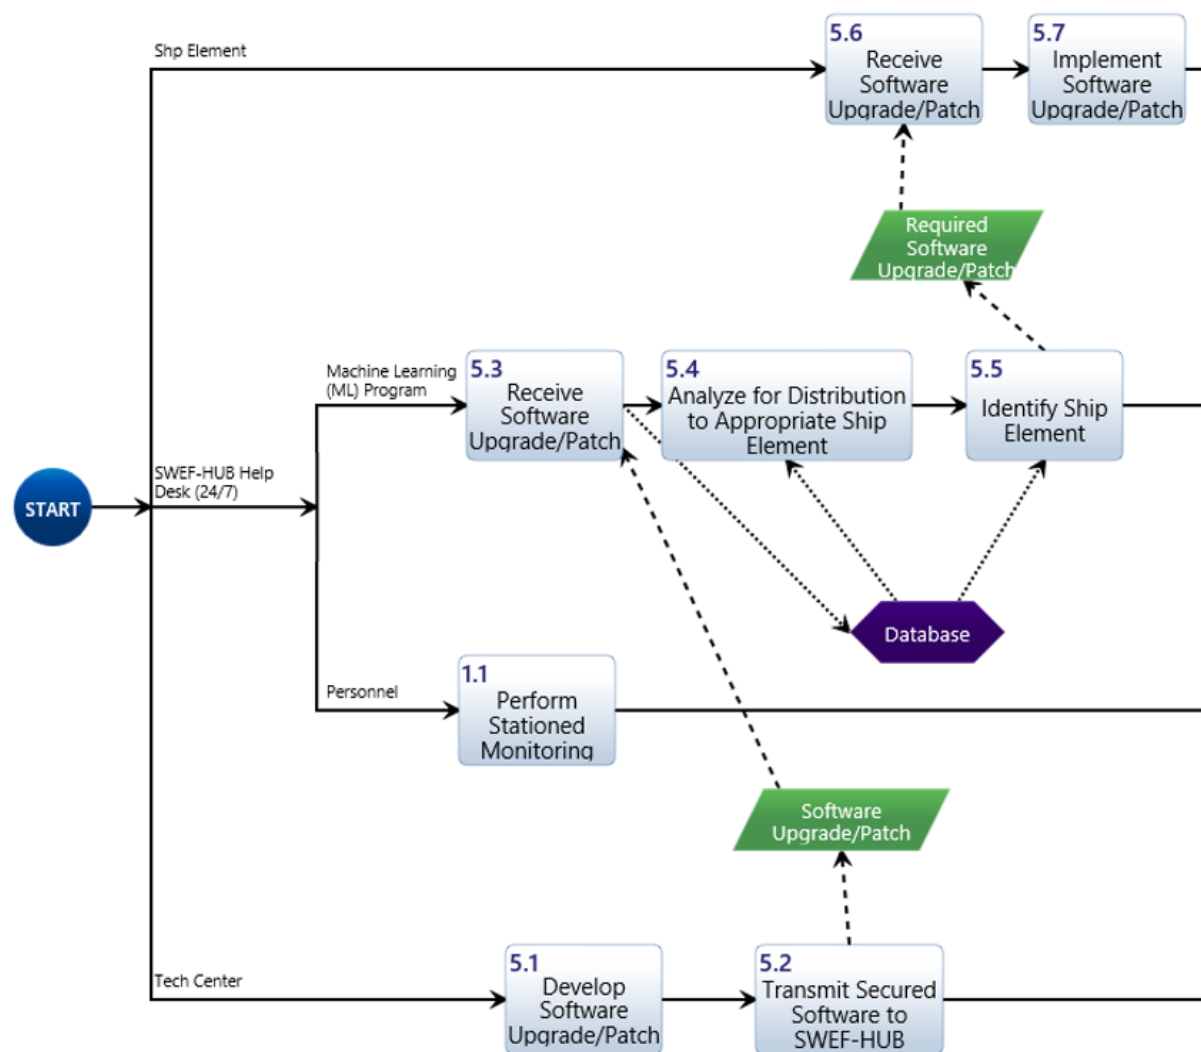 Shp Element
5.6
Receive
Software
Upgrade/Patch
5.7
Implement
Software
Upgrade/Patch
Required
Software
Upgrade/Patch
Machine Learning
(ML) Program
5.3
Receive
Software
Upgrade/Patch
5.4
Analyze for Distribution
to Appropriate Ship
Element
5.5
Identify Ship
Element
START
SWEF-HUB Help
Desk (24/7)
Database
Personnel
1.1
Perform
Stationed
Monitoring
Software
Upgrade/Patch
Tech Center
5.1
Develop
Software
Upgrade/Patch
5.2
Transmit Secured
Software to
SWEF-HUB